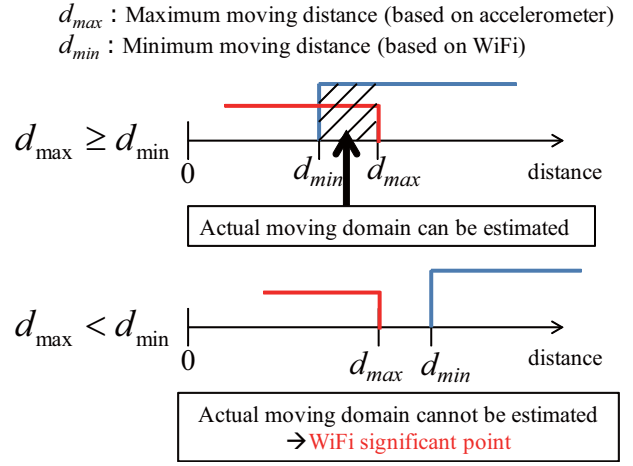 d_max : Maximum moving distance (based on accelerometer)
d_min : Minimum moving distance (based on WiFi)
d_max ≥ d_min
0
d_min
d_max
distance
Actual moving domain can be estimated
d_max < d_min
0
d_max
d_min
distance
Actual moving domain cannot be estimated
→WiFi significant point